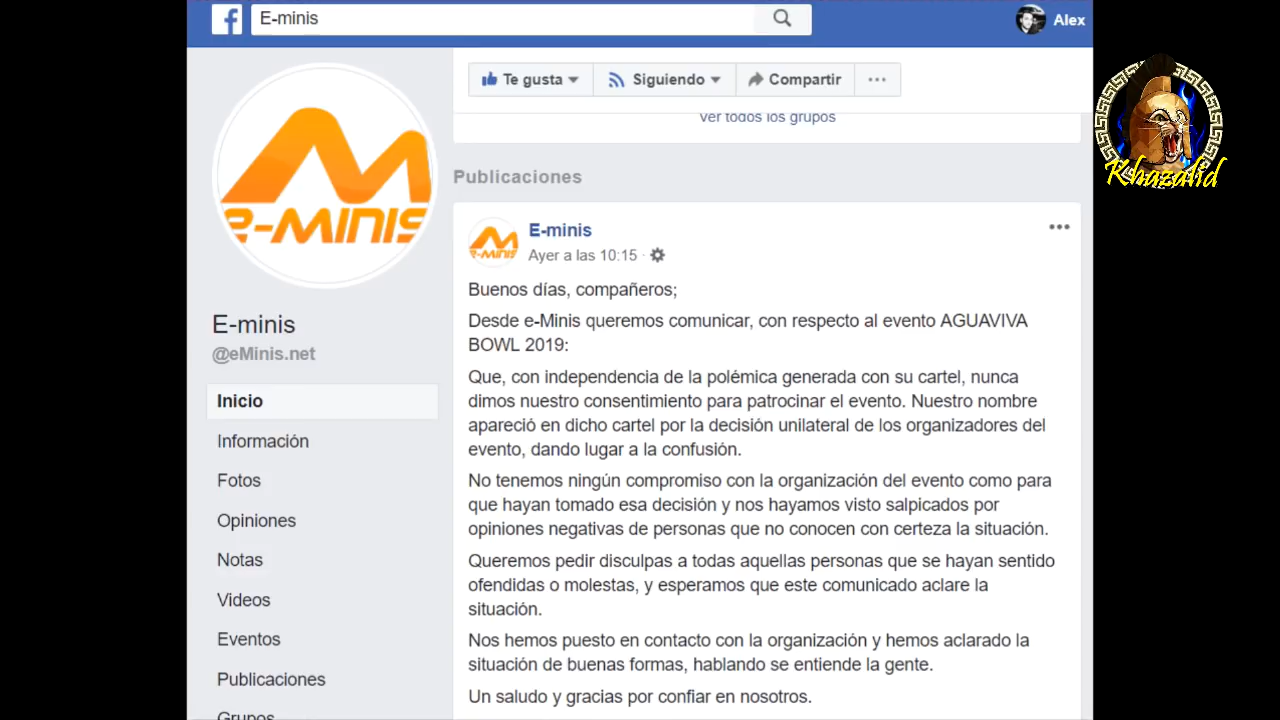 E-minis
Alex
Te gusta
Siguiendo
Compartir
Ver todos los grupos
Khazalid
e-MINIS
Publicaciones
E-minis
Ayer a las 10:15 ·
e-MINIS
Buenos días, compañeros;
Desde e-Minis queremos comunicar, con respecto al evento AGUAVIVA
BOWL 2019:
Que, con independencia de la polémica generada con su cartel, nunca
dimos nuestro consentimiento para patrocinar el evento. Nuestro nombre
apareció en dicho cartel por la decisión unilateral de los organizadores del
evento, dando lugar a la confusión.
No tenemos ningún compromiso con la organización del evento como para
que hayan tomado esa decisión y nos hayamos visto salpicados por
opiniones negativas de personas que no conocen con certeza la situación.
Queremos pedir disculpas a todas aquellas personas que se hayan sentido
ofendidas o molestas, y esperamos que este comunicado aclare la
situación.
Nos hemos puesto en contacto con la organización y hemos aclarado la
situación de buenas formas, hablando se entiende la gente.
Un saludo y gracias por confiar en nosotros.
E-minis
@eMinis.net
Inicio
Información
Fotos
Opiniones
Notas
Videos
Eventos
Publicaciones
Grupos